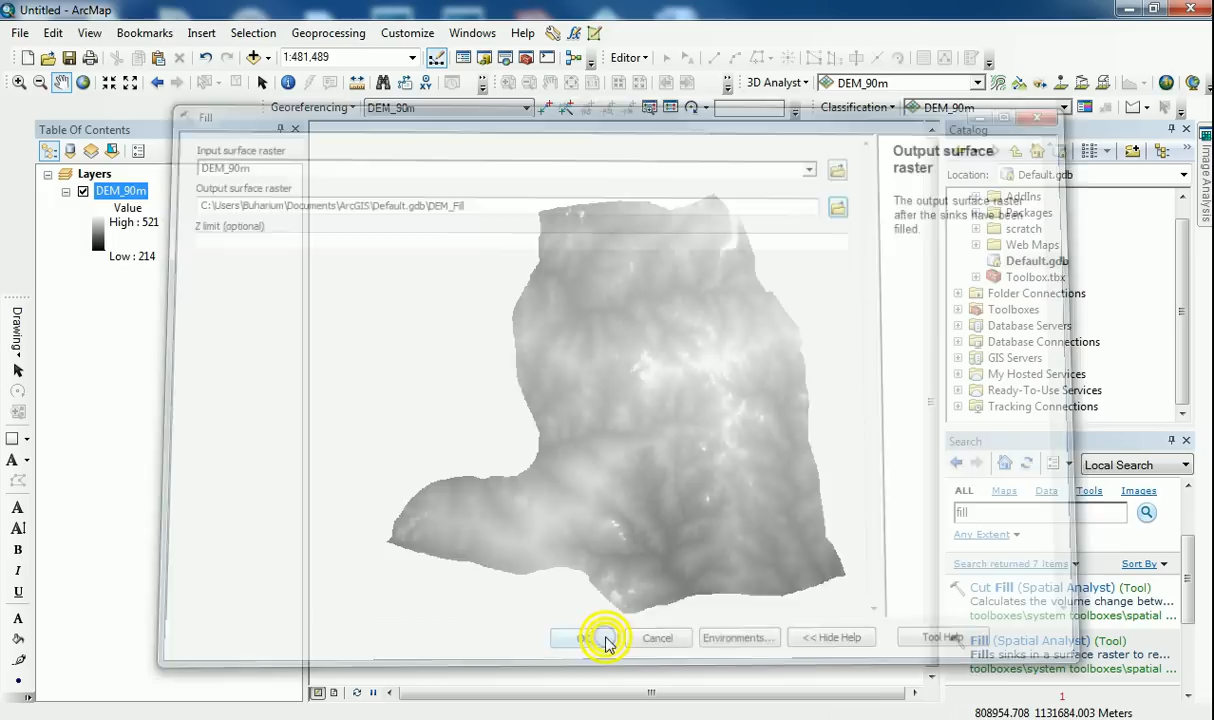 Untitled - ArcMap
File Edit View Bookmarks Insert Selection Geoprocessing Customize Windows Help
1:481,489 Editor
3D Analyst DEM_90m
Georeferencing DEM_90m Classification DEM_90m
Fill
Table Of Contents
Layers
DEM_90m
Value
High : 521
Low : 214
Drawing
Input surface raster
DEM_90m
Output surface raster
C:\Users\Buharium\Documents\ArcGIS\Default.gdb\DEM_Fill
Z limit (optional)
Output surface
raster
The output surface raster
after the sinks have been
filled.
OK Cancel Environments... << Hide Help Tool Help
Catalog
Location: Default.gdb
AddIns
Packages
scratch
Web Maps
Default.gdb
Toolbox.tbx
Folder Connections
Toolboxes
Database Servers
Database Connections
GIS Servers
My Hosted Services
Ready-To-Use Services
Tracking Connections
Image Analysis
Search
Local Search
ALL Maps Data Tools Images
fill
Any Extent
Search returned 7 items Sort By
Cut Fill (Spatial Analyst) (Tool)
Calculates the volume change betw...
toolboxes\system toolboxes\spatial ...
Fill (Spatial Analyst) (Tool)
Fills sinks in a surface raster to re...
toolboxes\system toolboxes\spatial ...
1
808954.708 1131684.003 Meters